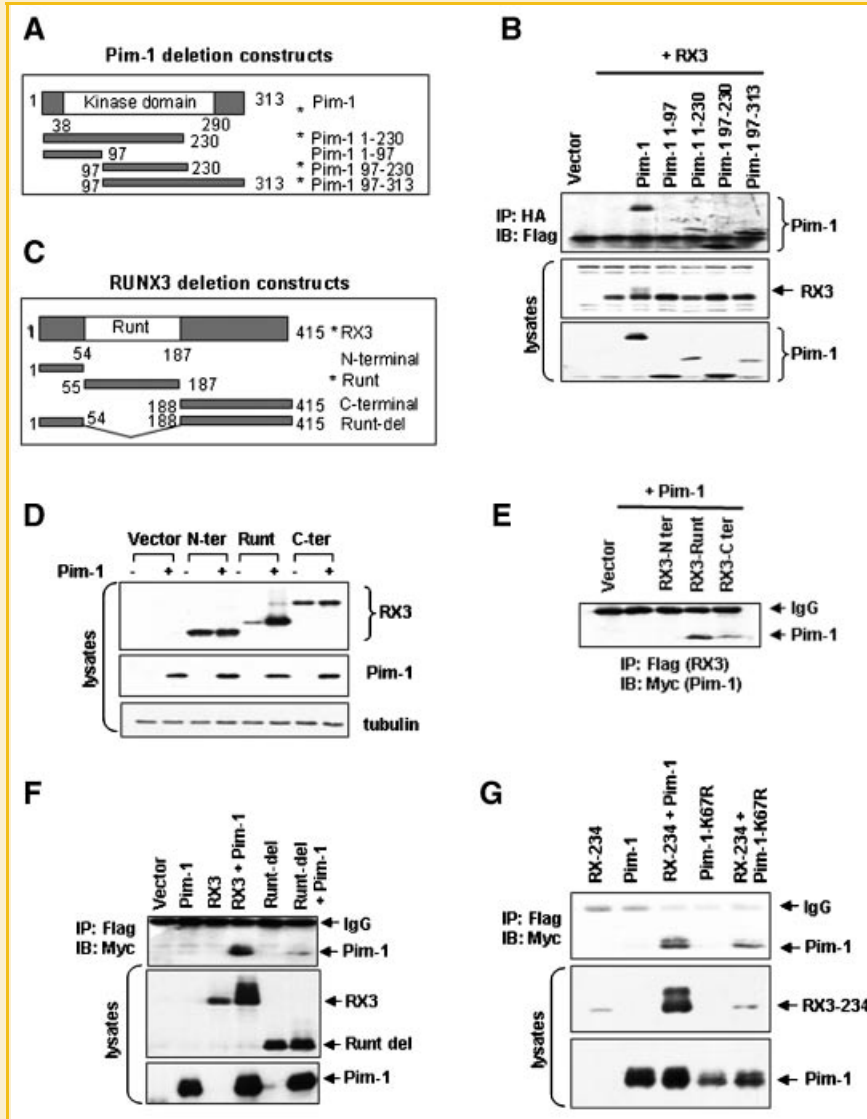 A
Pim-1 deletion constructs
1 Kinase domain 313 * Pim-1
38 290
230 * Pim-1 1-230
97 Pim-1 1-97
97 230 * Pim-1 97-230
97 313 * Pim-1 97-313
B
+ RX3
Vector
Pim-1
Pim-1 1-97
Pim-1 1-230
Pim-1 97-230
Pim-1 97-313
IP: HA
IB: Flag
Pim-1
RX3
Pim-1
lysates
C
RUNX3 deletion constructs
1 Runt 415 * RX3
54 187
1 N-terminal
55 187 * Runt
188 415 C-terminal
1 54 188 415 Runt-del
D
Vector N-ter Runt C-ter
Pim-1 - + - + - + - +
RX3
Pim-1
tubulin
lysates
E
+ Pim-1
Vector
RX3-N ter
RX3-Runt
RX3-C ter
IgG
Pim-1
IP: Flag (RX3)
IB: Myc (Pim-1)
F
Vector
Pim-1
RX3
RX3 + Pim-1
Runt-del
Runt-del
+ Pim-1
IP: Flag
IB: Myc
IgG
Pim-1
RX3
Runt del
Pim-1
lysates
G
RX-234
Pim-1
RX-234 + Pim-1
Pim-1-K67R
RX-234 +
Pim-1-K67R
IP: Flag
IB: Myc
IgG
Pim-1
RX3-234
Pim-1
lysates